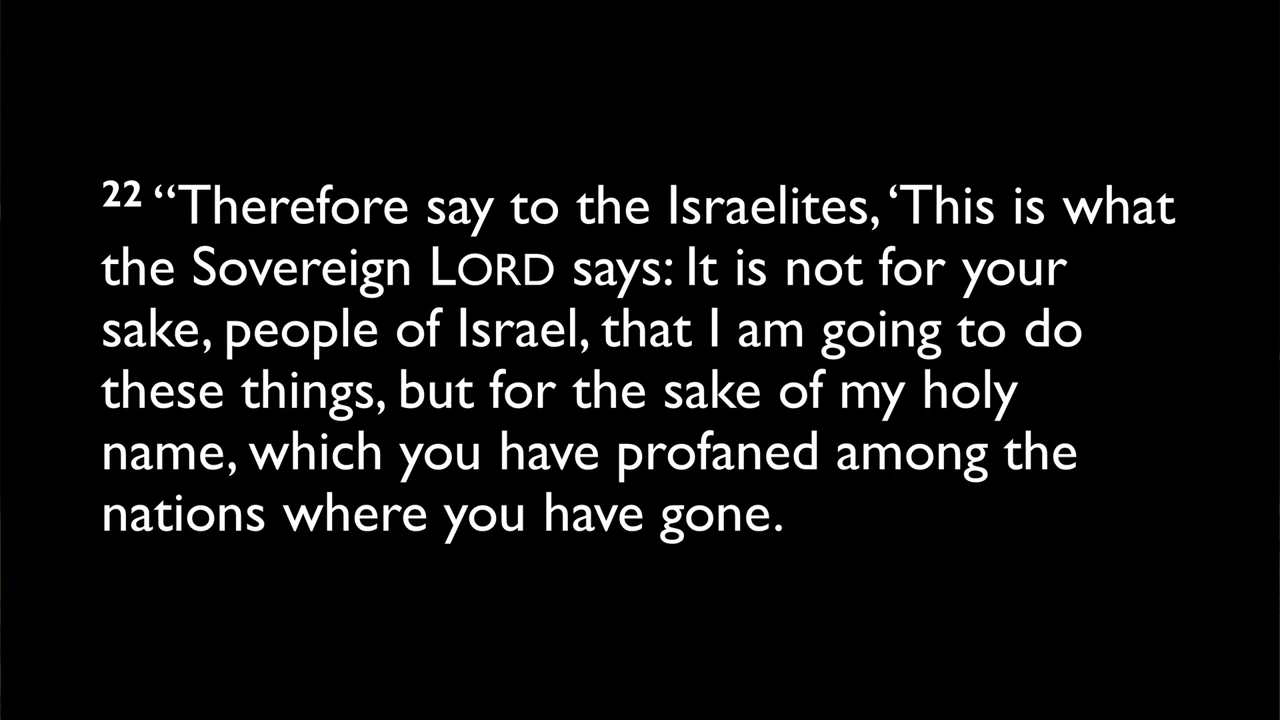 22 “Therefore say to the Israelites, ‘This is what
the Sovereign LORD says: It is not for your
sake, people of Israel, that I am going to do
these things, but for the sake of my holy
name, which you have profaned among the
nations where you have gone.